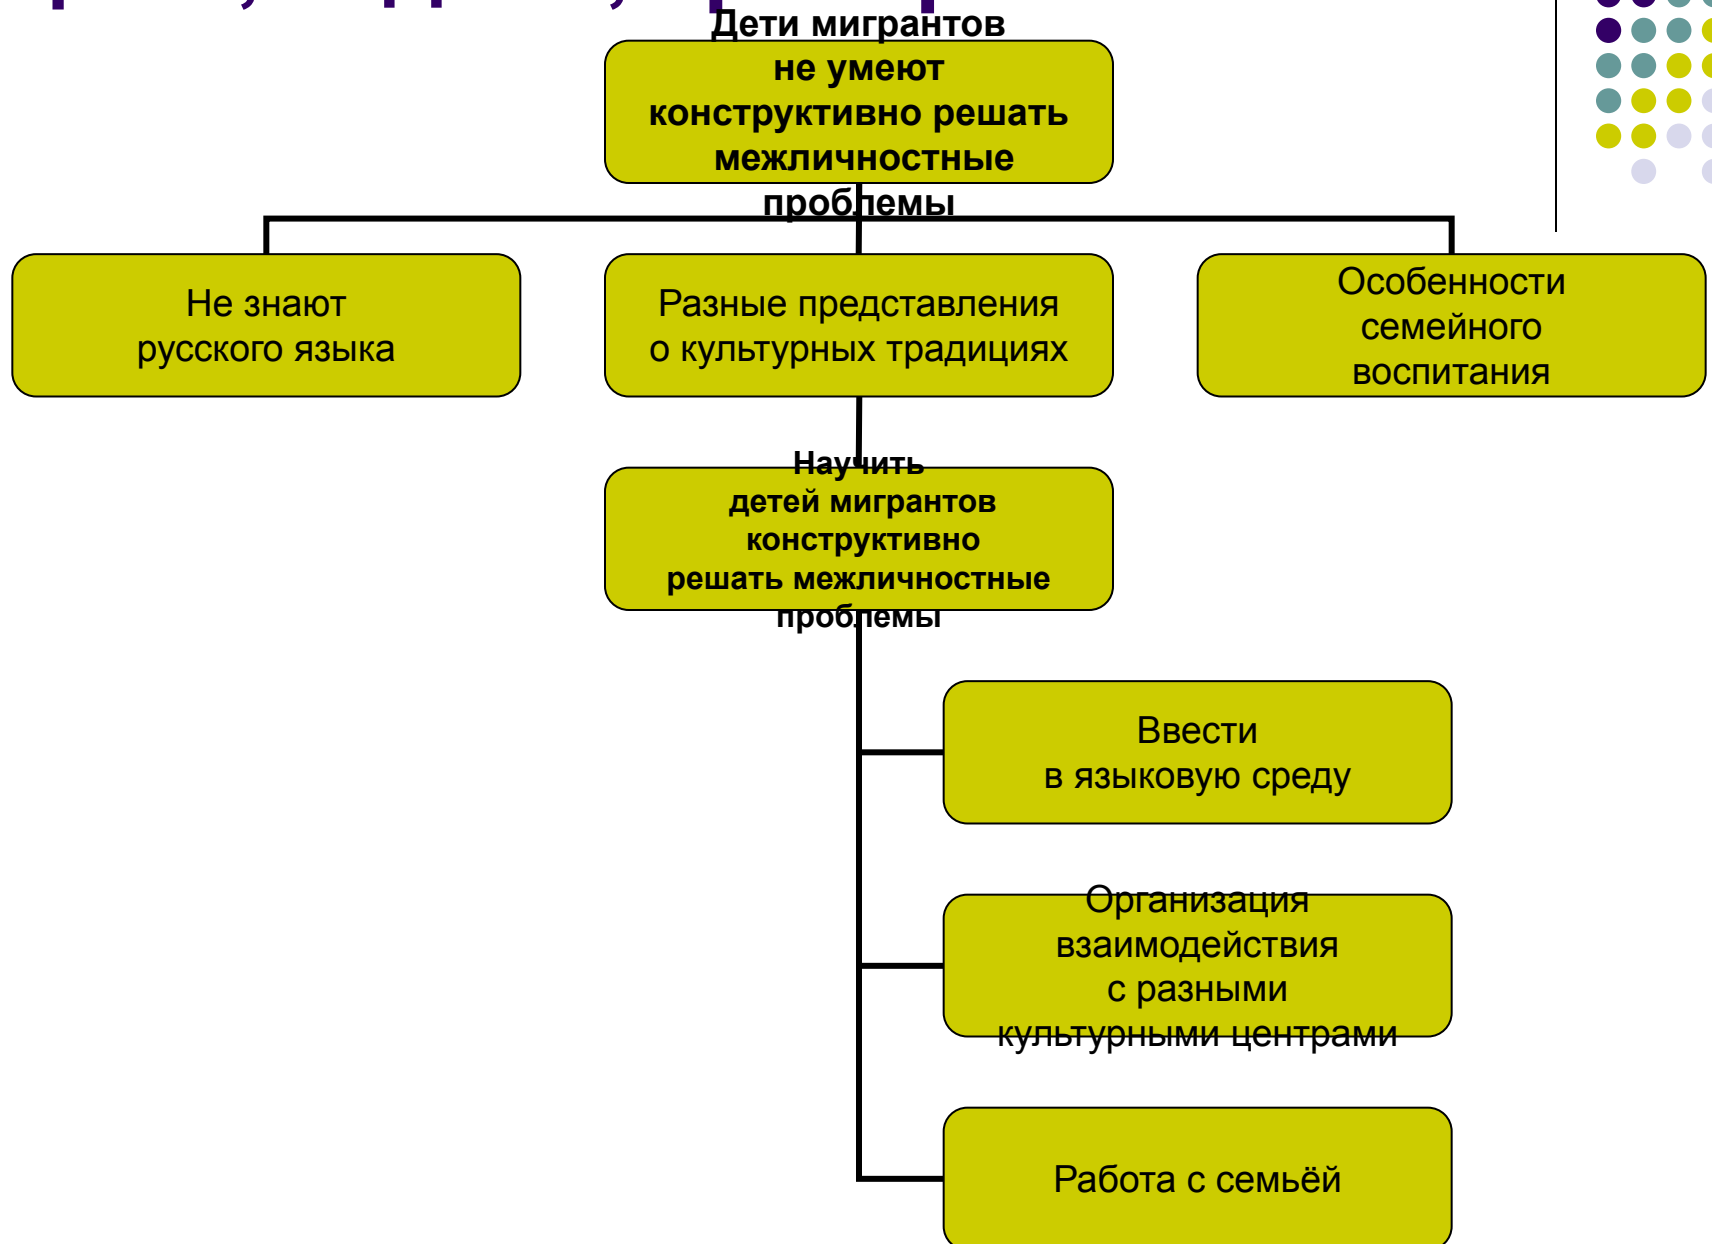 Дети мигрантов
не умеют
конструктивно решать
межличностные
проблемы
Не знают
русского языка
Разные представления
о культурных традициях
Особенности
семейного
воспитания
Научить
детей мигрантов
конструктивно
решать межличностные
проблемы
Ввести
в языковую среду
Организация
взаимодействия
с разными
культурными центрами
Работа с семьёй